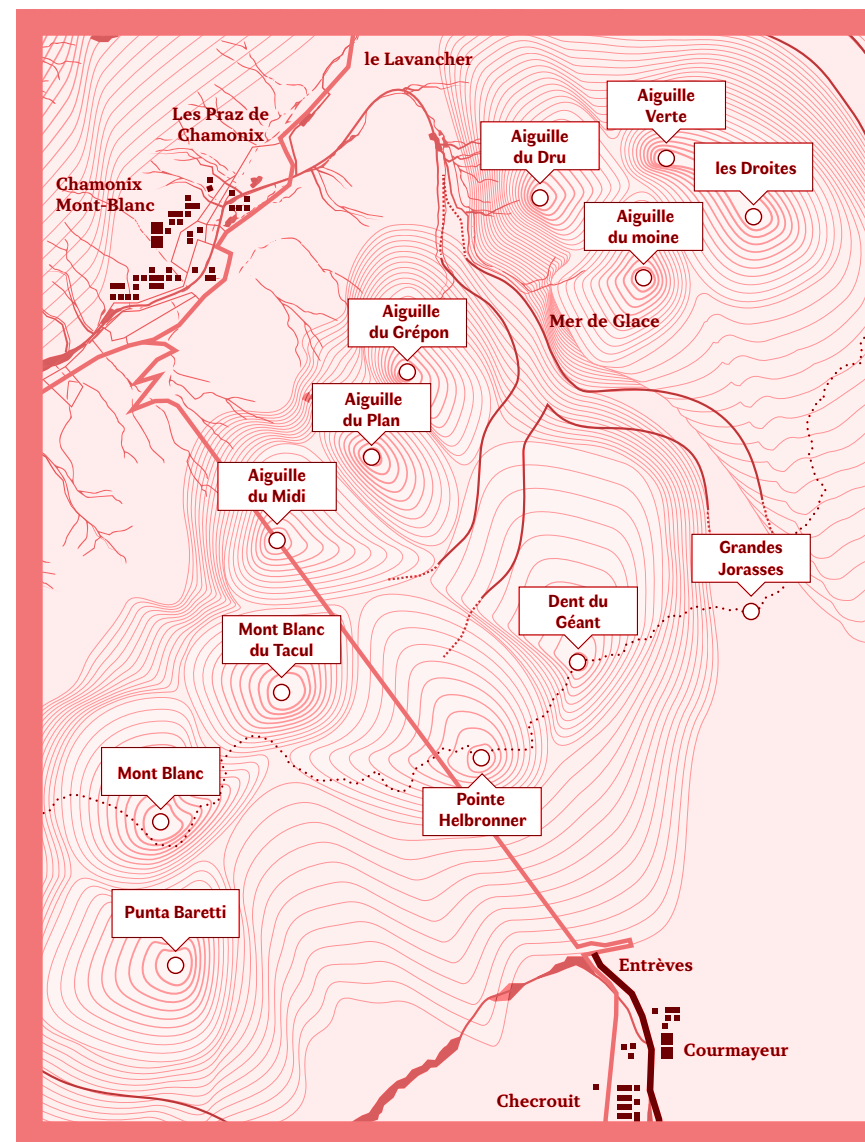 le Lavancher
Aiguille
Verte
Les Praz de
Chamonix
Aiguille
du Dru
les Droites
Chamonix
Mont-Blanc
Aiguille
du moine
Aiguille
du Grépon
Mer de Glace
Aiguille
du Plan
Aiguille
du Midi
Grandes
Jorasses
Dent du
Géant
Mont Blanc
du Tacul
Mont Blanc
Pointe
Helbronner
Punta Baretti
Entrèves
Courmayeur
Checrouit